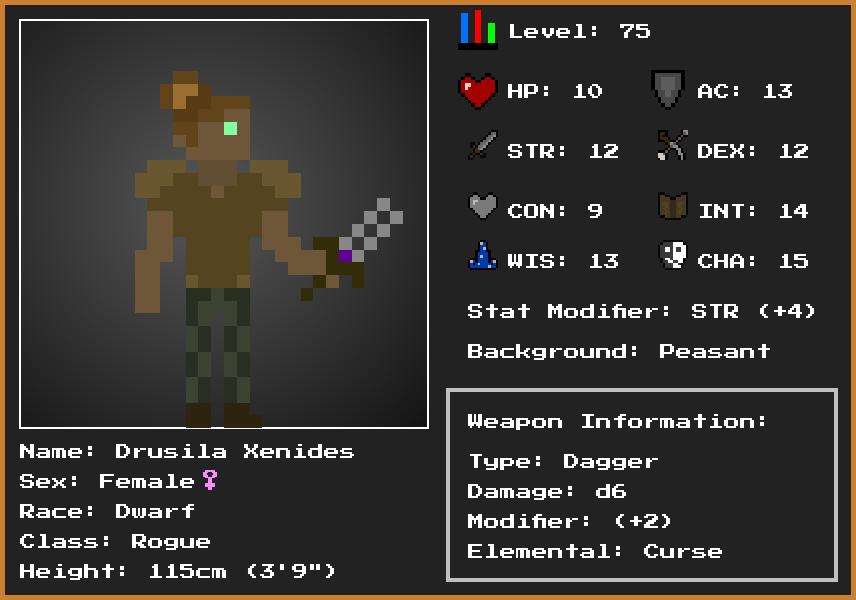 Level: 75
HP: 10 AC: 13
STR: 12 DEX: 12
CON: 9 INT: 14
WIS: 13 CHA: 15
Stat Modifier: STR (+4)
Background: Peasant
Weapon Information:
Type: Dagger
Damage: d6
Modifier: (+2)
Elemental: Curse
Name: Drusila Xenides
Sex: Female♀
Race: Dwarf
Class: Rogue
Height: 115cm (3'9")